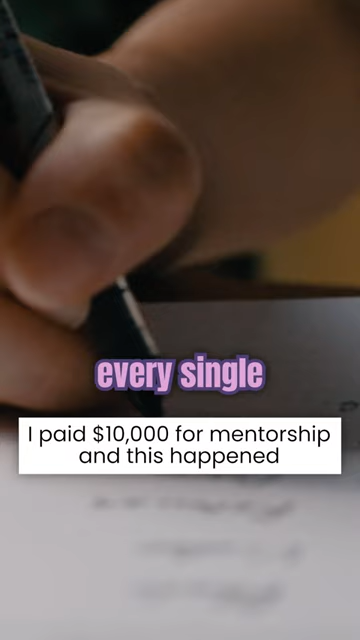 every single
I paid $10,000 for mentorship
and this happened